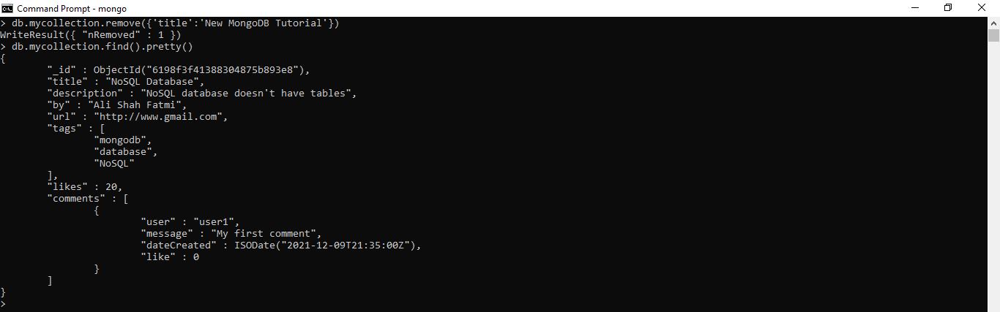 Command Prompt - mongo
> db.mycollection.remove({'title':'New MongoDB Tutorial'})
WriteResult({ "nRemoved" : 1 })
> db.mycollection.find().pretty()
{
        "_id" : ObjectId("6198f3f41388304875b893e8"),
        "title" : "NoSQL Database",
        "description" : "NoSQL database doesn't have tables",
        "by" : "Ali Shah Fatmi",
        "url" : "http://www.gmail.com",
        "tags" : [
                "mongodb",
                "database",
                "NoSQL"
        ],
        "likes" : 20,
        "comments" : [
                {
                        "user" : "user1",
                        "message" : "My first comment",
                        "dateCreated" : ISODate("2021-12-09T21:35:00Z"),
                        "like" : 0
                }
        ]
}
>